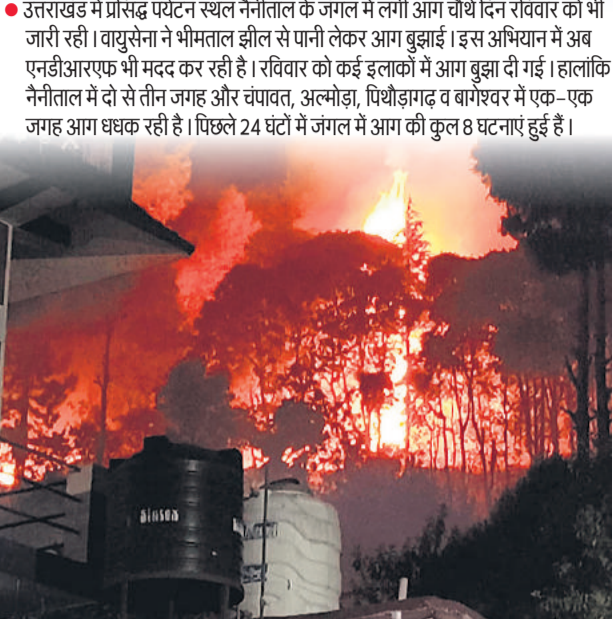 उत्तराखंड में प्रसिद्ध पर्यटन स्थल नैनीताल के जंगल में लगी आग चौथे दिन रविवार को भी
जारी रही। वायुसेना ने भीमताल झील से पानी लेकर आग बुझाई। इस अभियान में अब
एनडीआरएफ भी मदद कर रही है। रविवार को कई इलाकों में आग बुझा दी गई। हालांकि
नैनीताल में दो से तीन जगह और चंपावत, अल्मोड़ा, पिथौड़ागढ़ व बागेश्वर में एक-एक
जगह आग धधक रही है। पिछले 24 घंटों में जंगल में आग की कुल 8 घटनाएं हुई हैं।